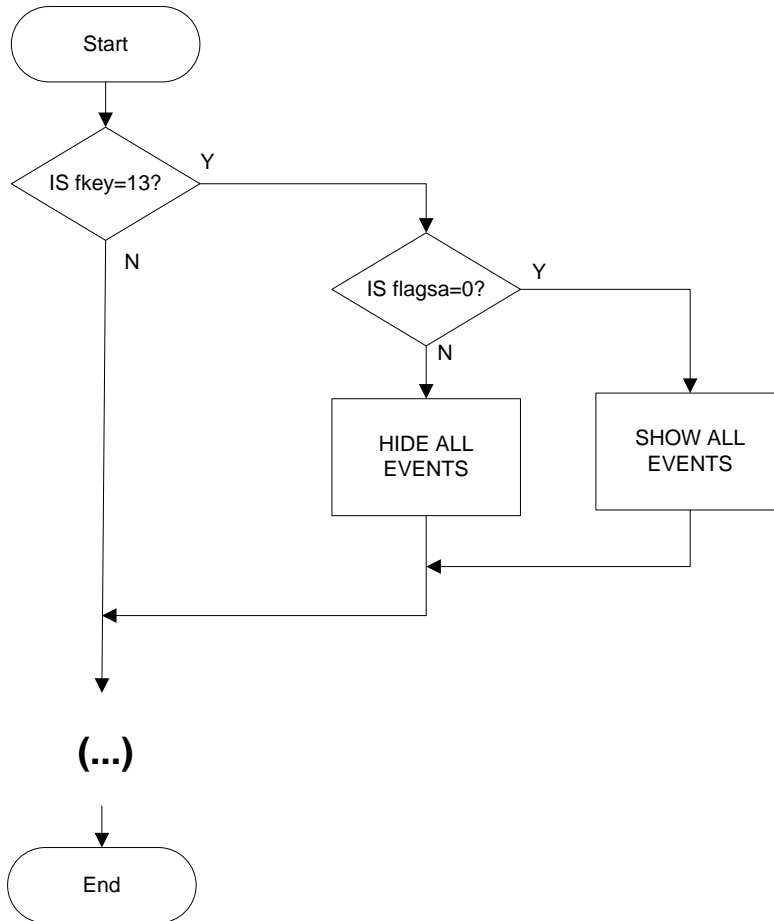 Start
IS fkey=13?
Y
N
IS flagsa=0?
Y
N
HIDE ALL
EVENTS
SHOW ALL
EVENTS
(...)
End